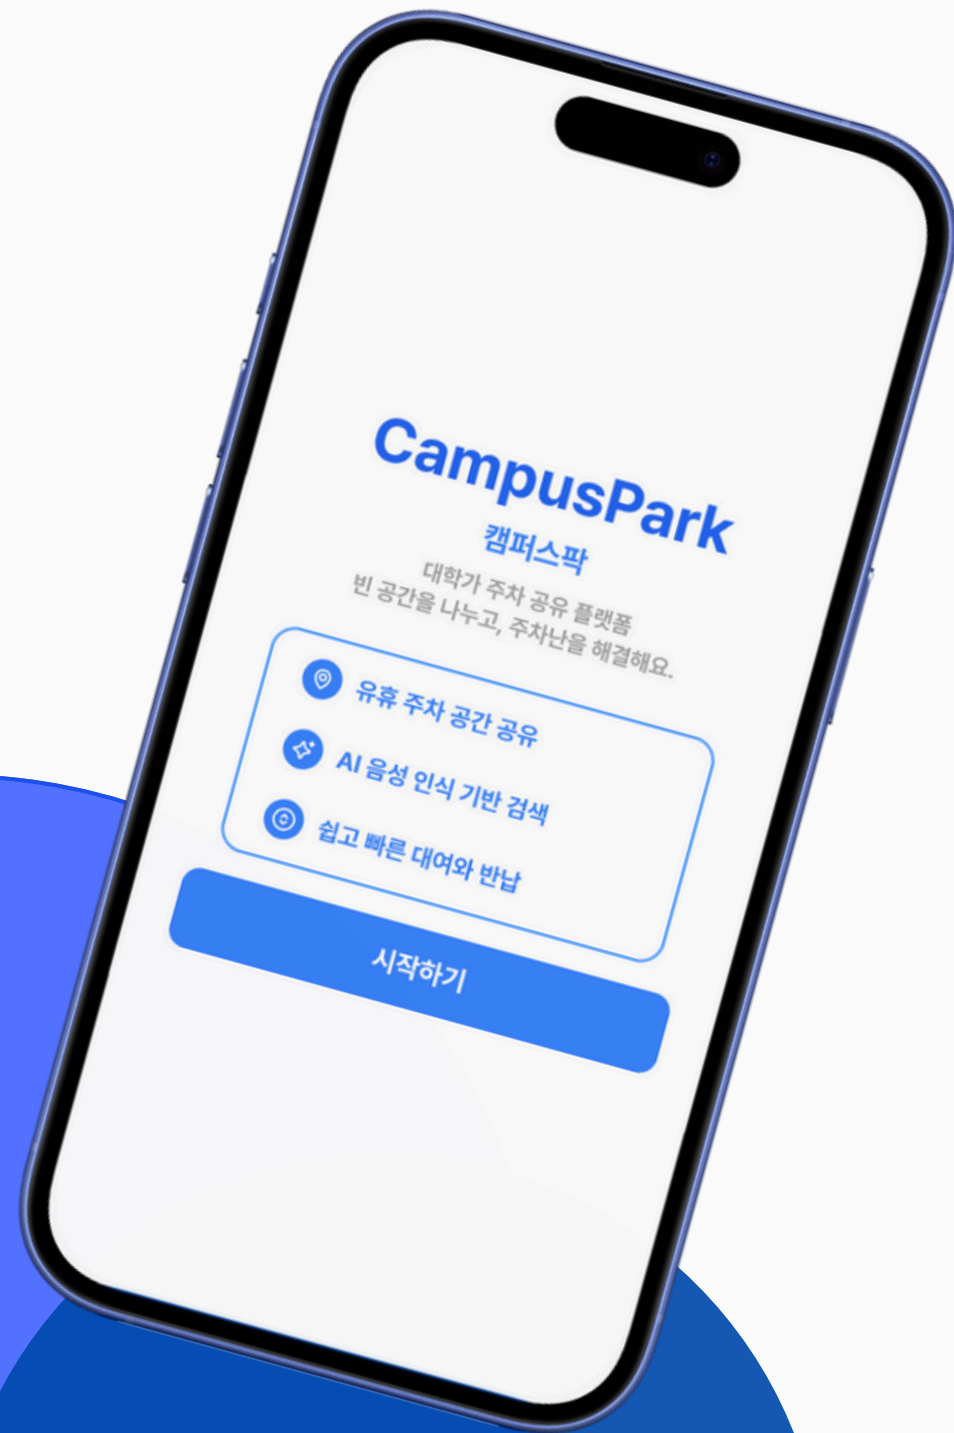 CampusPark
캠퍼스팍
대학가 주차 공유 플랫폼
빈 공간을 나누고, 주차난을 해결해요.
유휴 주차 공간 공유
AI 음성 인식 기반 검색
쉽고 빠른 대여와 반납
시작하기